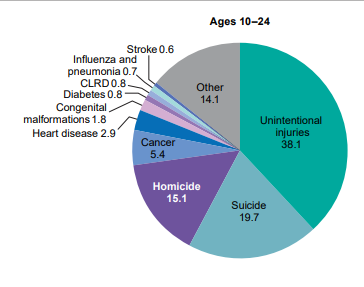 Ages 10–24
Stroke 0.6
Influenza and
pneumonia 0.7
CLRD 0.8
Diabetes 0.8
Congenital
malformations 1.8
Heart disease 2.9
Cancer
5.4
Homicide
15.1
Suicide
19.7
Unintentional
injuries
38.1
Other
14.1